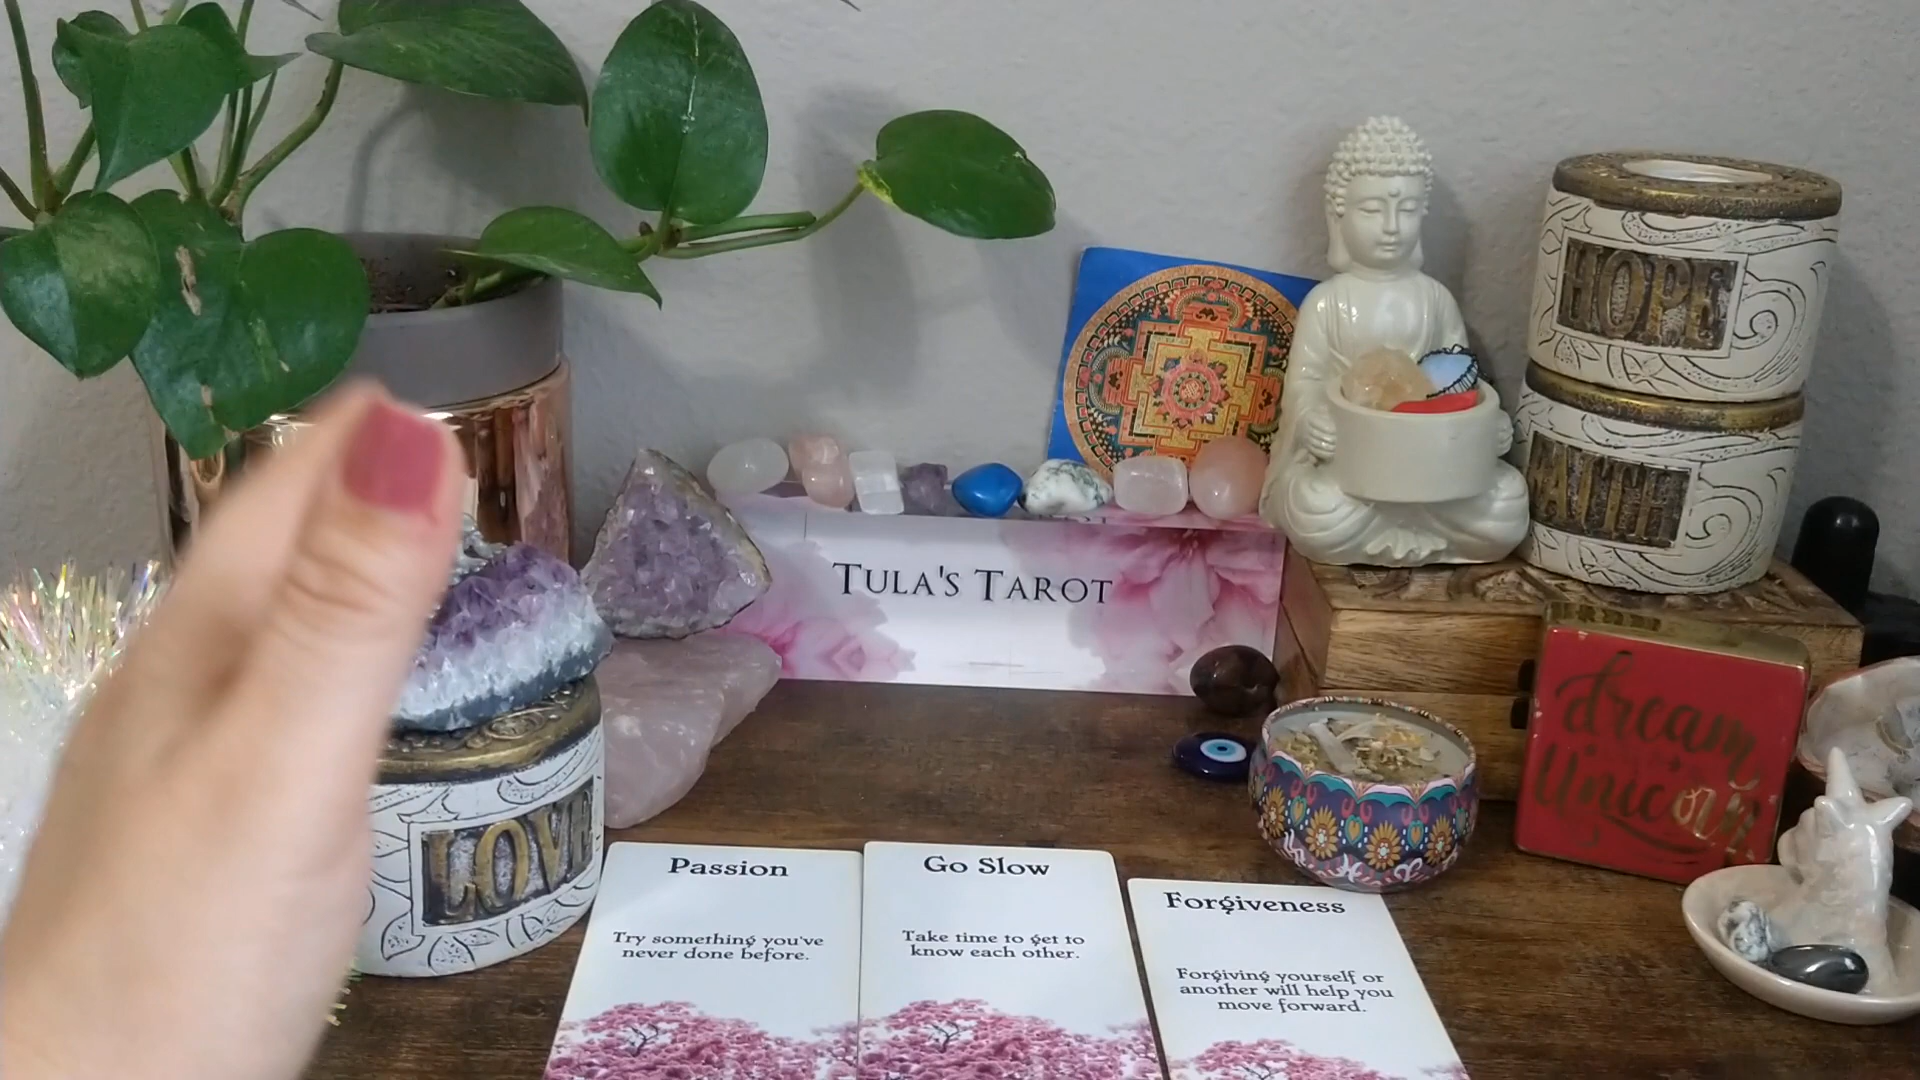 HOPE
FAITH
TULA'S TAROT
dream
Unicorn
LOVE
Passion
Try something you've
never done before.
Go Slow
Take time to get to
know each other.
Forgiveness
Forgiving yourself or
another will help you
move forward.